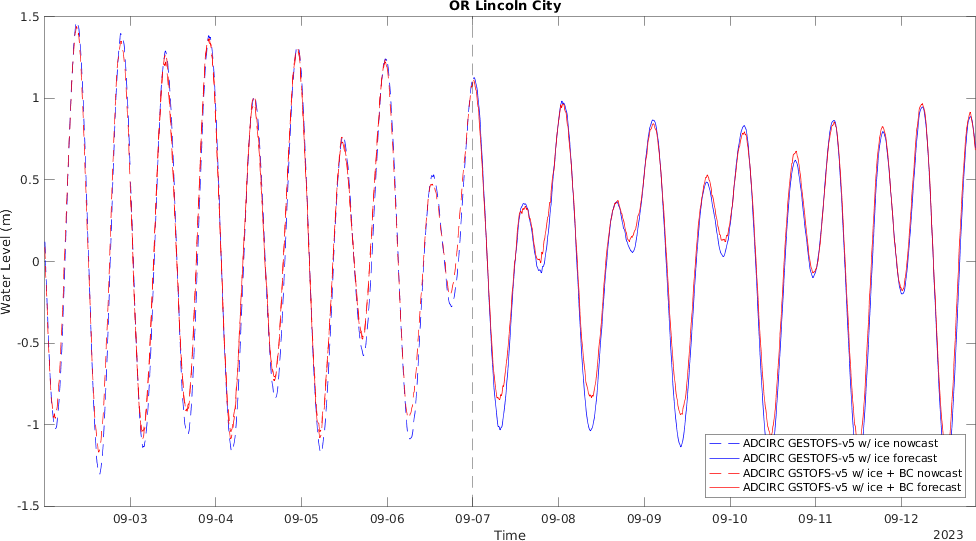 OR Lincoln City
1.5
1
0.5
0
-0.5
-1
-1.5
Water Level (m)
09-03
09-04
09-05
09-06
09-07
09-08
09-09
09-10
09-11
09-12
Time
2023
ADCIRC GESTOFS-v5 w/ ice nowcast
ADCIRC GESTOFS-v5 w/ ice forecast
ADCIRC GSTOFS-v5 w/ ice + BC nowcast
ADCIRC GSTOFS-v5 w/ ice + BC forecast